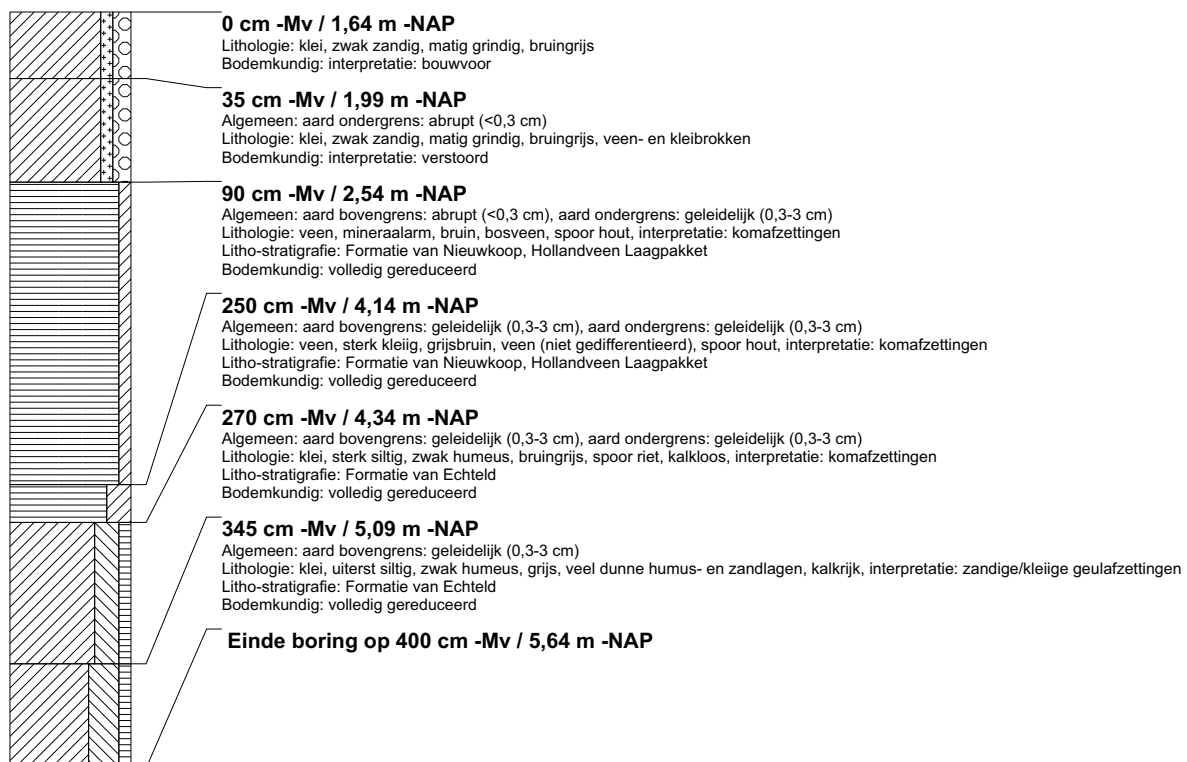 0 cm -Mv / 1,64 m -NAP
Lithologie: klei, zwak zandig, matig grindig, bruingrijs
Bodemkundig: interpretatie: bouwvoor
35 cm -Mv / 1,99 m -NAP
Algemeen: aard ondergrens: abrupt (<0,3 cm)
Lithologie: klei, zwak zandig, matig grindig, bruingrijs, veen- en kleibrokken
Bodemkundig: interpretatie: verstoord
90 cm -Mv / 2,54 m -NAP
Algemeen: aard bovengrens: abrupt (<0,3 cm), aard ondergrens: geleidelijk (0,3-3 cm)
Lithologie: veen, mineraalarm, bruin, bosveen, spoor hout, interpretatie: komafzettingen
Litho-stratigrafie: Formatie van Nieuwkoop, Hollandveen Laagpakket
Bodemkundig: volledig gereduceerd
250 cm -Mv / 4,14 m -NAP
Algemeen: aard bovengrens: geleidelijk (0,3-3 cm), aard ondergrens: geleidelijk (0,3-3 cm)
Lithologie: veen, sterk kleiig, grijsbruin, veen (niet gedifferentieerd), spoor hout, interpretatie: komafzettingen
Litho-stratigrafie: Formatie van Nieuwkoop, Hollandveen Laagpakket
Bodemkundig: volledig gereduceerd
270 cm -Mv / 4,34 m -NAP
Algemeen: aard bovengrens: geleidelijk (0,3-3 cm), aard ondergrens: geleidelijk (0,3-3 cm)
Lithologie: klei, sterk siltig, zwak humeus, bruingrijs, spoor riet, kalkloos, interpretatie: komafzettingen
Litho-stratigrafie: Formatie van Echteld
Bodemkundig: volledig gereduceerd
345 cm -Mv / 5,09 m -NAP
Algemeen: aard bovengrens: geleidelijk (0,3-3 cm)
Lithologie: klei, uiterst siltig, zwak humeus, grijs, veel dunne humus- en zandlagen, kalkrijk, interpretatie: zandige/kleiige geulafzettingen
Litho-stratigrafie: Formatie van Echteld
Bodemkundig: volledig gereduceerd
Einde boring op 400 cm -Mv / 5,64 m -NAP